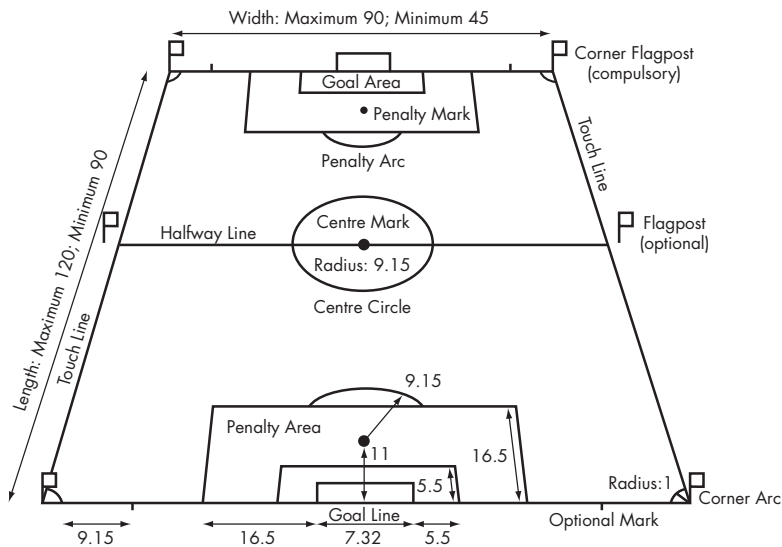 Width: Maximum 90; Minimum 45
Corner Flagpost
(compulsory)
Goal Area
Penalty Mark
Penalty Arc
Touch Line
Length: Maximum 120; Minimum 90
Centre Mark
Halfway Line
Flagpost
(optional)
Radius: 9.15
Centre Circle
Touch Line
9.15
Penalty Area
11
16.5
5.5
Radius:1
Corner Arc
Goal Line
Optional Mark
9.15
16.5
7.32
5.5